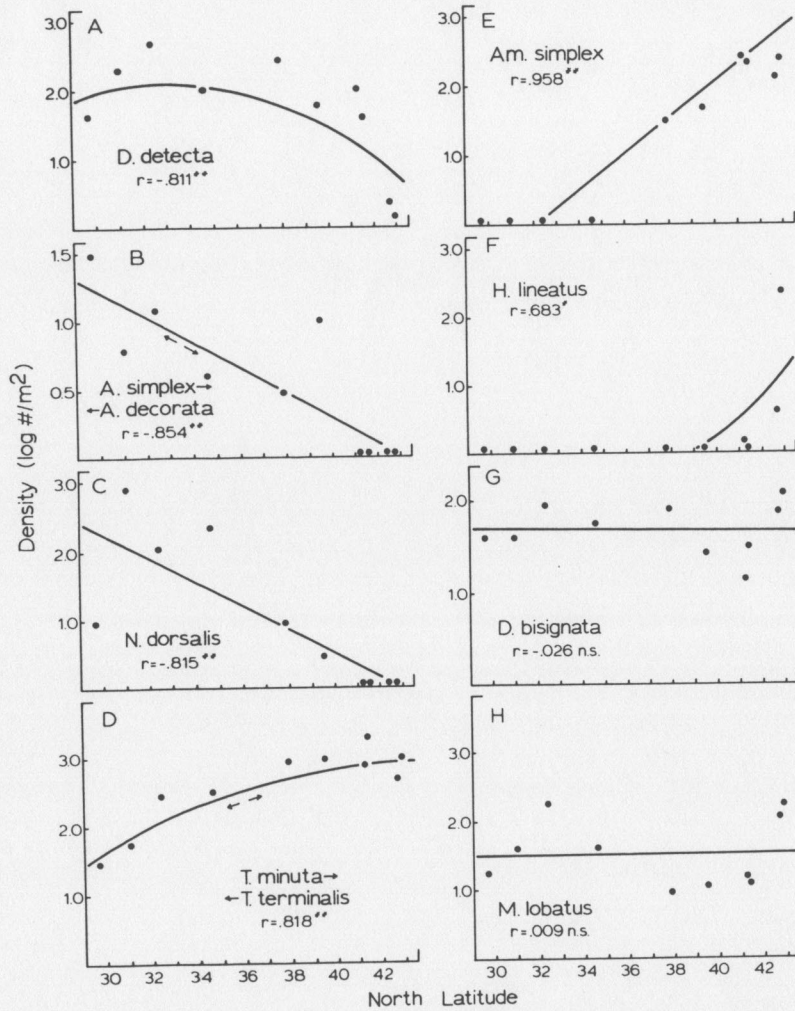 A
3.0
2.0
1.0
D. detecta
r=-.811**
B
1.5
1.0
0.5
A. simplex→
←A. decorata
r=-.854**
C
3.0
2.0
1.0
N. dorsalis
r=-.815**
D
3.0
2.0
1.0
T. minuta→
←T. terminalis
r=.818**
30 32 34 36 38 40 42
E
3.0
2.0
1.0
Am. simplex
r=.958**
F
3.0
2.0
1.0
H. lineatus
r=.683*
G
2.0
1.0
D. bisignata
r=-.026 n.s.
H
3.0
2.0
1.0
M. lobatus
r=.009 n.s.
30 32 34 36 38 40 42
Density (log #/m²)
North Latitude